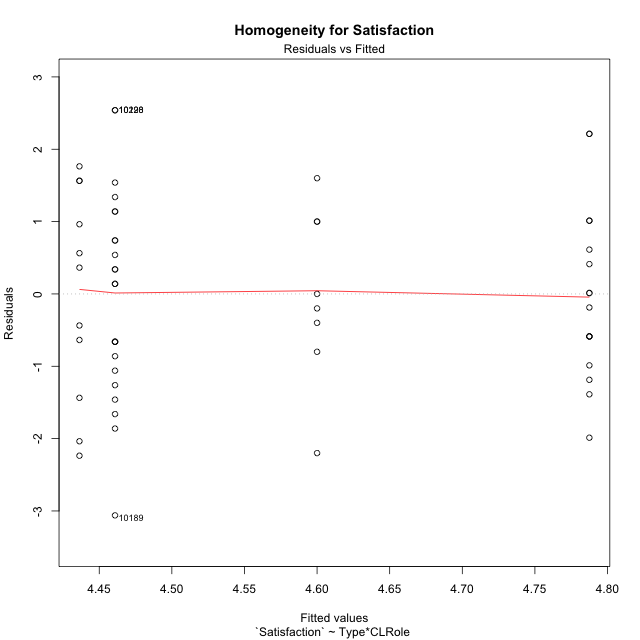 Homogeneity for Satisfaction
Residuals vs Fitted
3
2
1
0
-1
-2
-3
Residuals
10189
4.45 4.50 4.55 4.60 4.65 4.70 4.75 4.80
Fitted values
`Satisfaction` ~ Type*CLRole